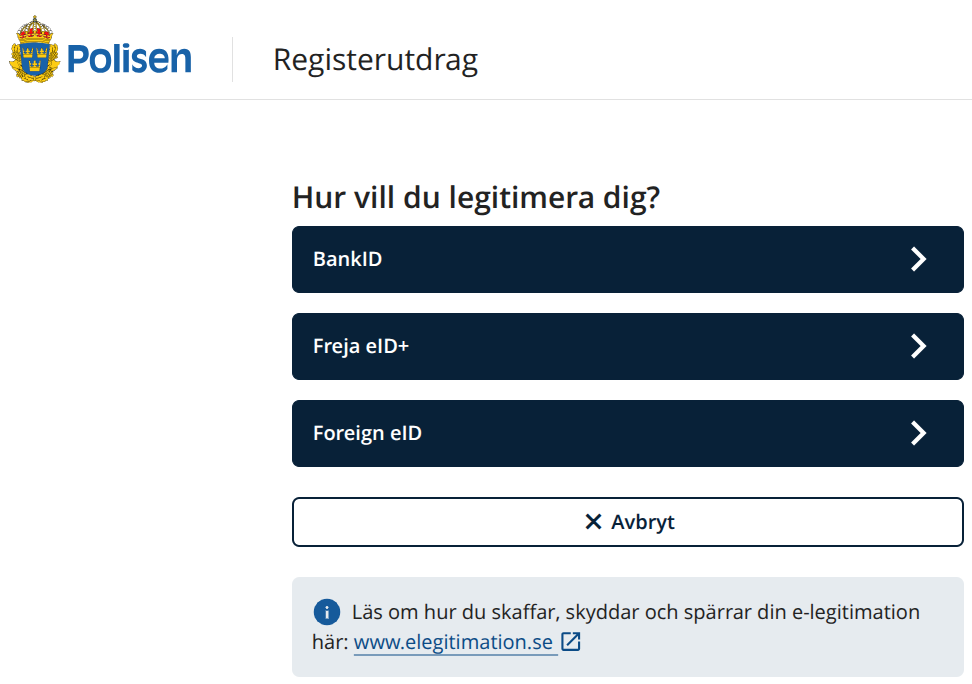 Polisen
Registerutdrag
Hur vill du legitimera dig?
BankID
Freja eID+
Foreign eID
Avbryt
Läs om hur du skaffar, skyddar och spärrar din e-legitimation
här: www.elegitimation.se